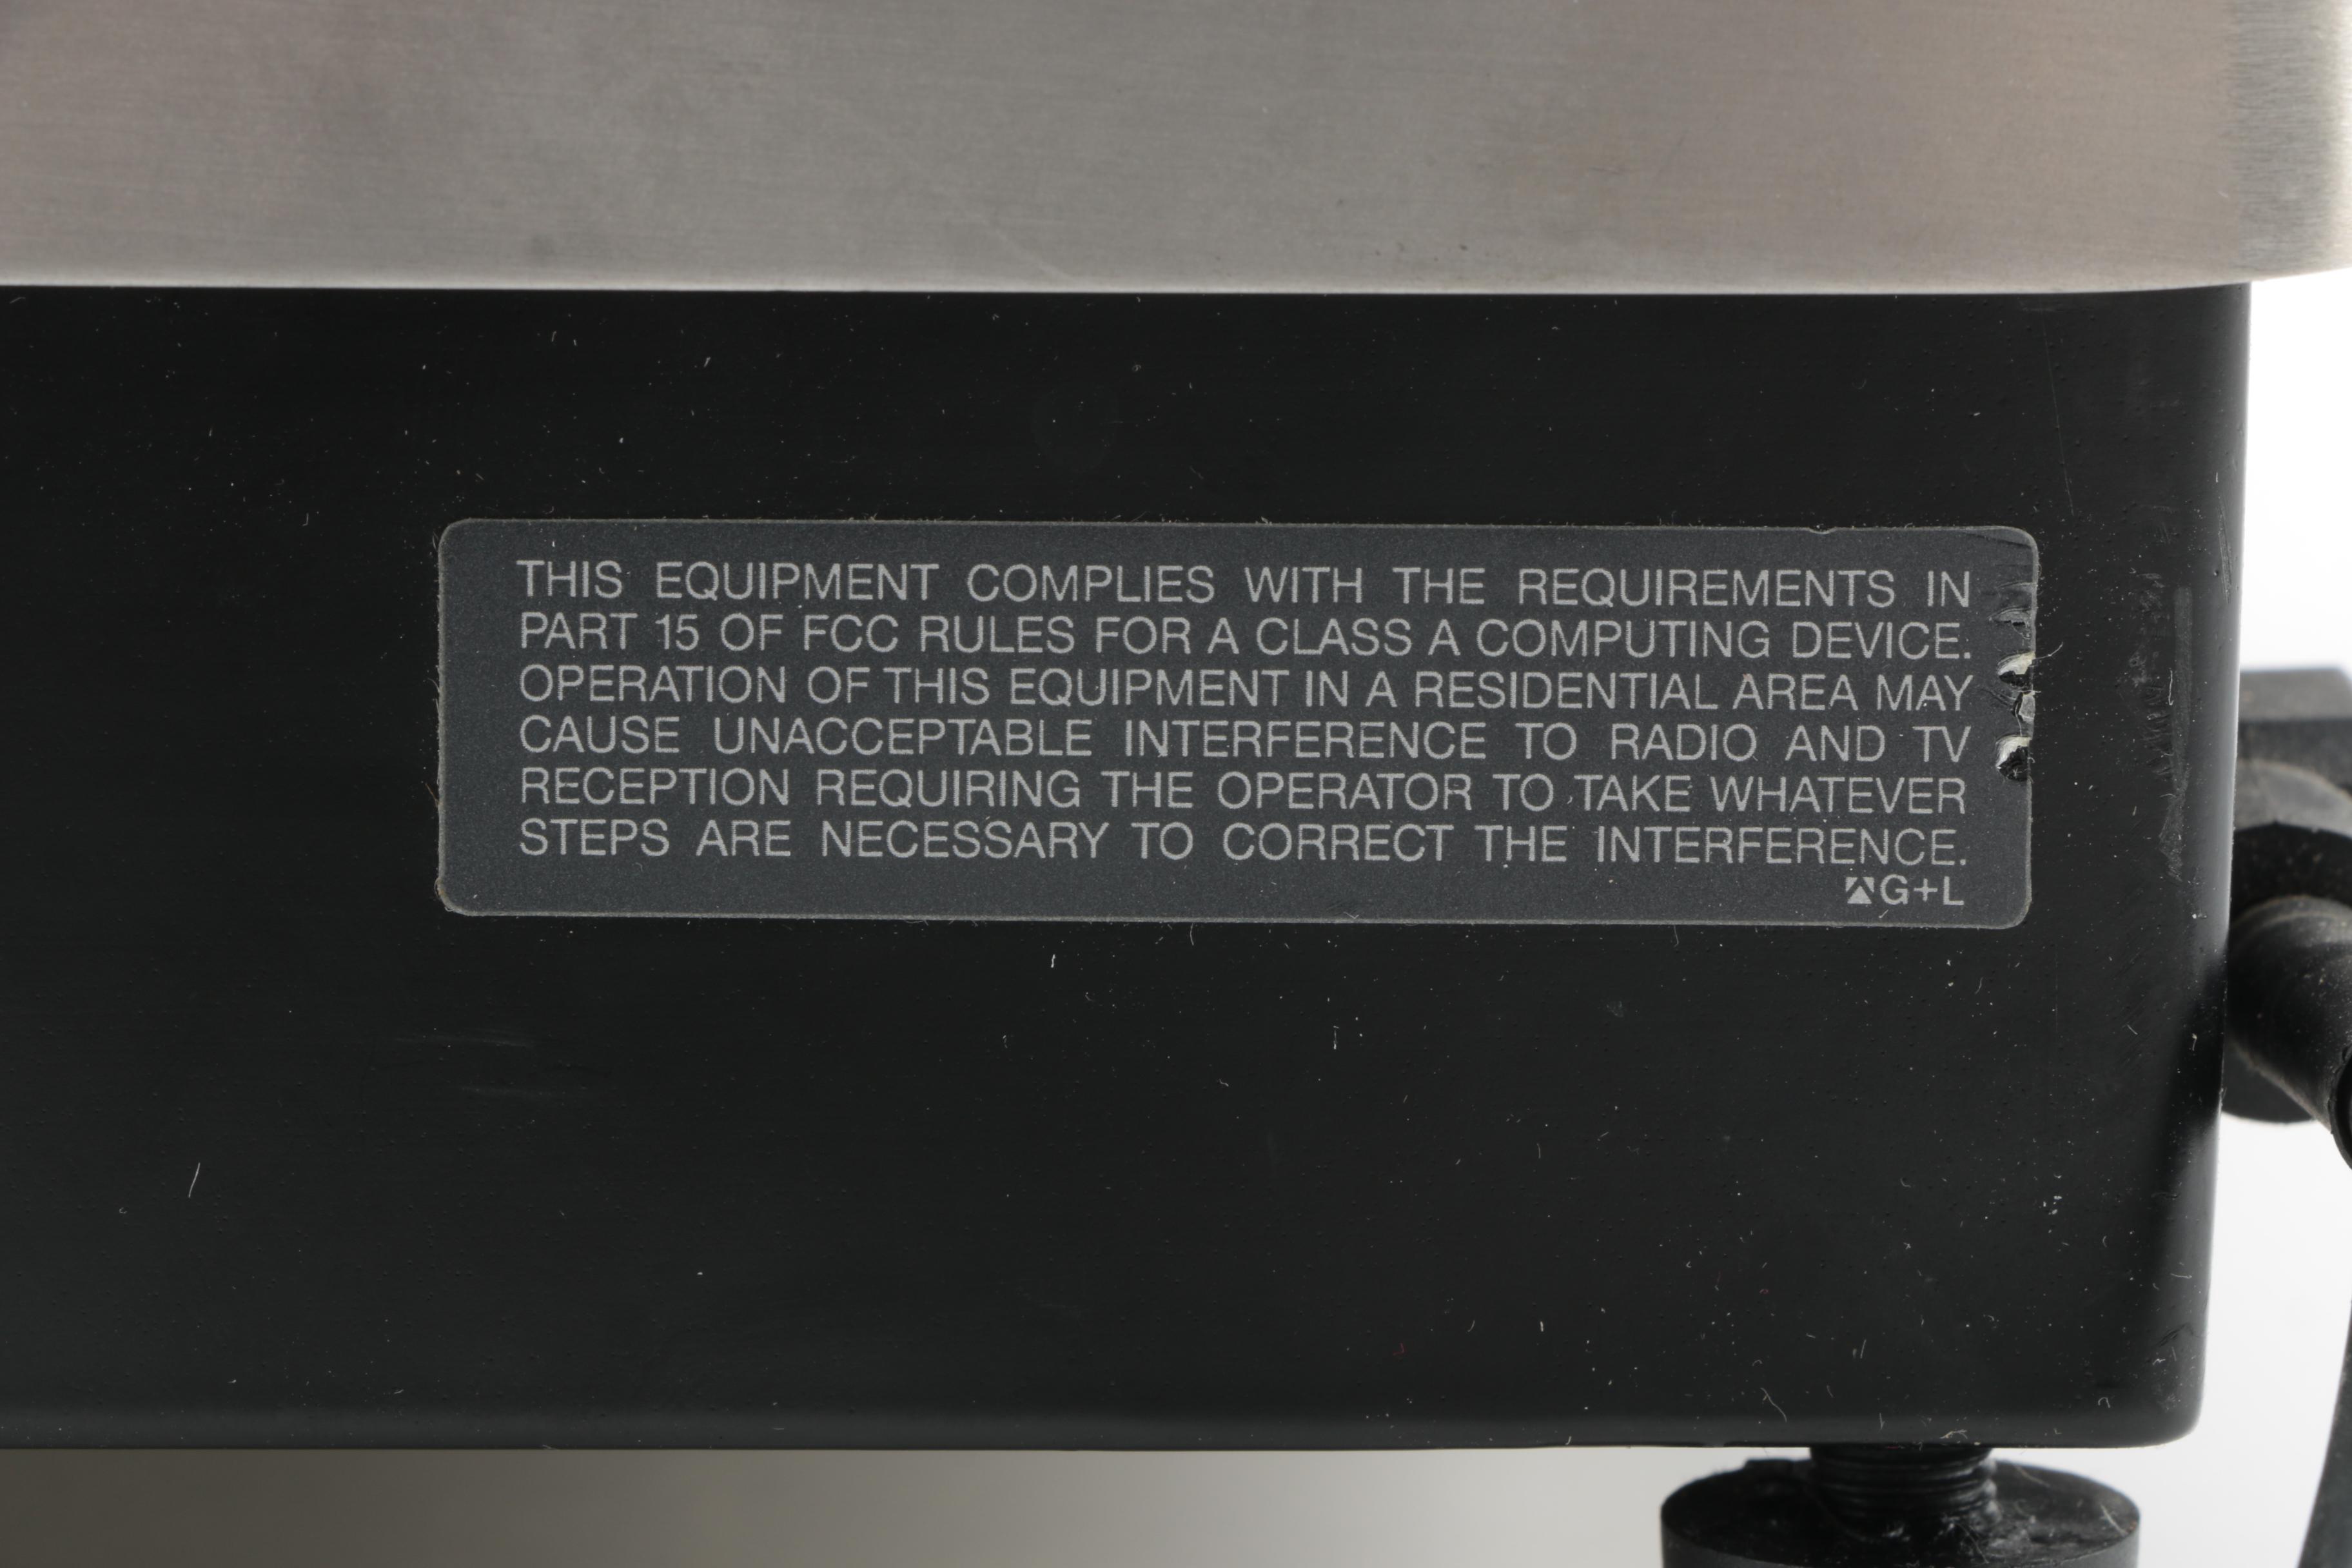 THIS EQUIPMENT COMPLIES WITH THE REQUIREMENTS IN
PART 15 OF FCC RULES FOR A CLASS A COMPUTING DEVICE.
OPERATION OF THIS EQUIPMENT IN A RESIDENTIAL AREA MAY
CAUSE UNACCEPTABLE INTERFERENCE TO RADIO AND TV
RECEPTION REQUIRING THE OPERATOR TO TAKE WHATEVER
STEPS ARE NECESSARY TO CORRECT THE INTERFERENCE.
G+L